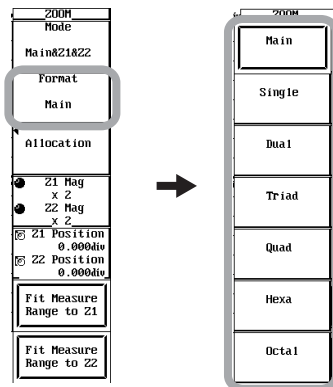 ZOOM
Mode
Main&Z1&Z2
Format
Main
Allocation
Z1 Mag
x 2
Z2 Mag
x 2
Z1 Position
0.000div
Z2 Position
0.000div
Fit Measure
Range to Z1
Fit Measure
Range to Z2
ZOOM
Main
Single
Dual
Triad
Quad
Hexa
Octal